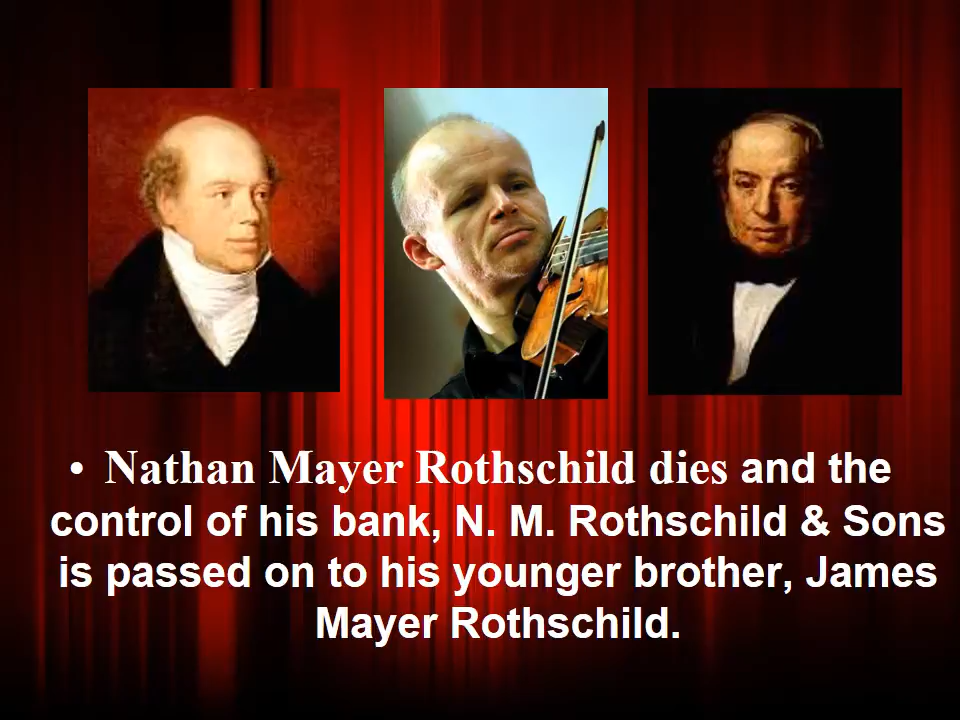 • Nathan Mayer Rothschild dies and the
control of his bank, N. M. Rothschild & Sons
is passed on to his younger brother, James
Mayer Rothschild.